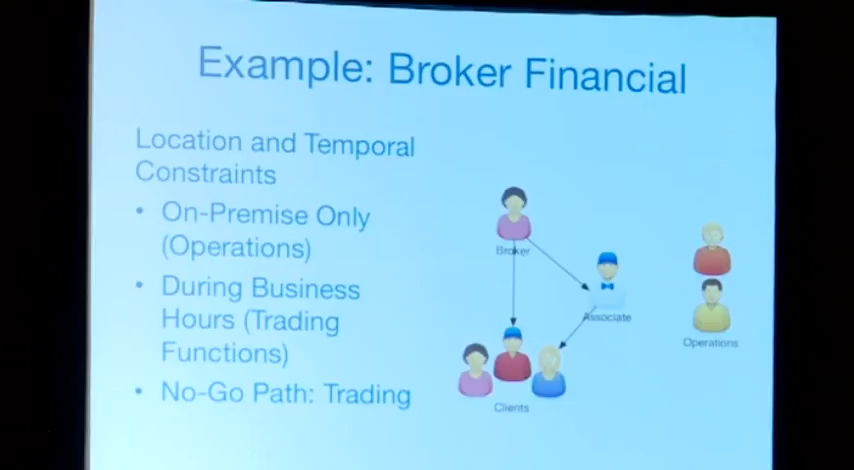 Example: Broker Financial
Location and Temporal
Constraints
• On-Premise Only
(Operations)
• During Business
Hours (Trading
Functions)
• No-Go Path: Trading
Broker
Associate
Operations
Clients